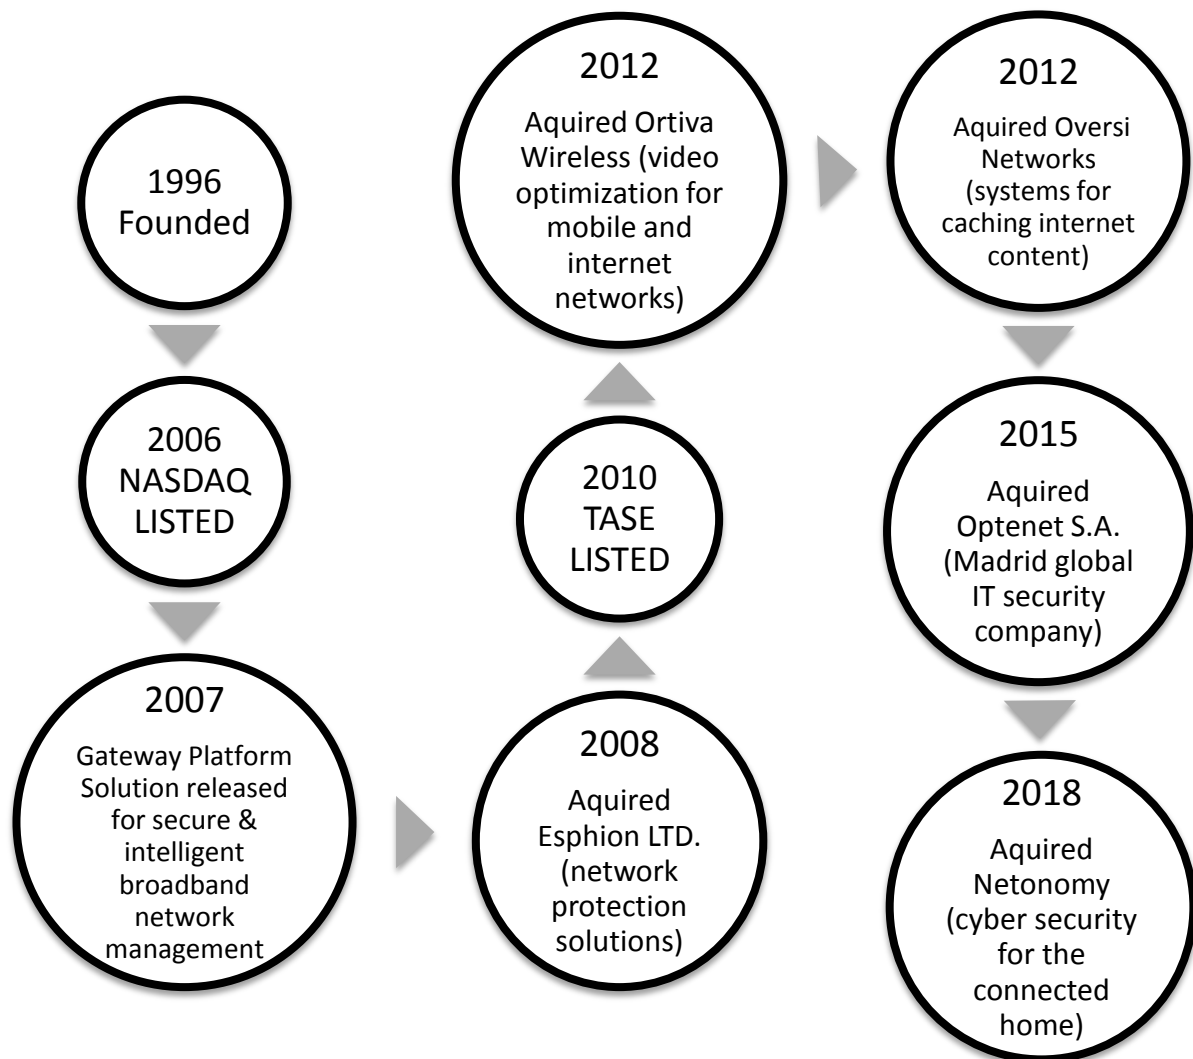 1996
Founded
2006
NASDAQ
LISTED
2007
Gateway Platform
Solution released
for secure &
intelligent
broadband
network
management
2008
Aquired
Esphion LTD.
(network
protection
solutions)
2010
TASE
LISTED
2012
Aquired Ortiva
Wireless (video
optimization for
mobile and
internet
networks)
2012
Aquired Oversi
Networks
(systems for
caching internet
content)
2015
Aquired
Optenet S.A.
(Madrid global
IT security
company)
2018
Aquired
Netonomy
(cyber security
for the
connected
home)